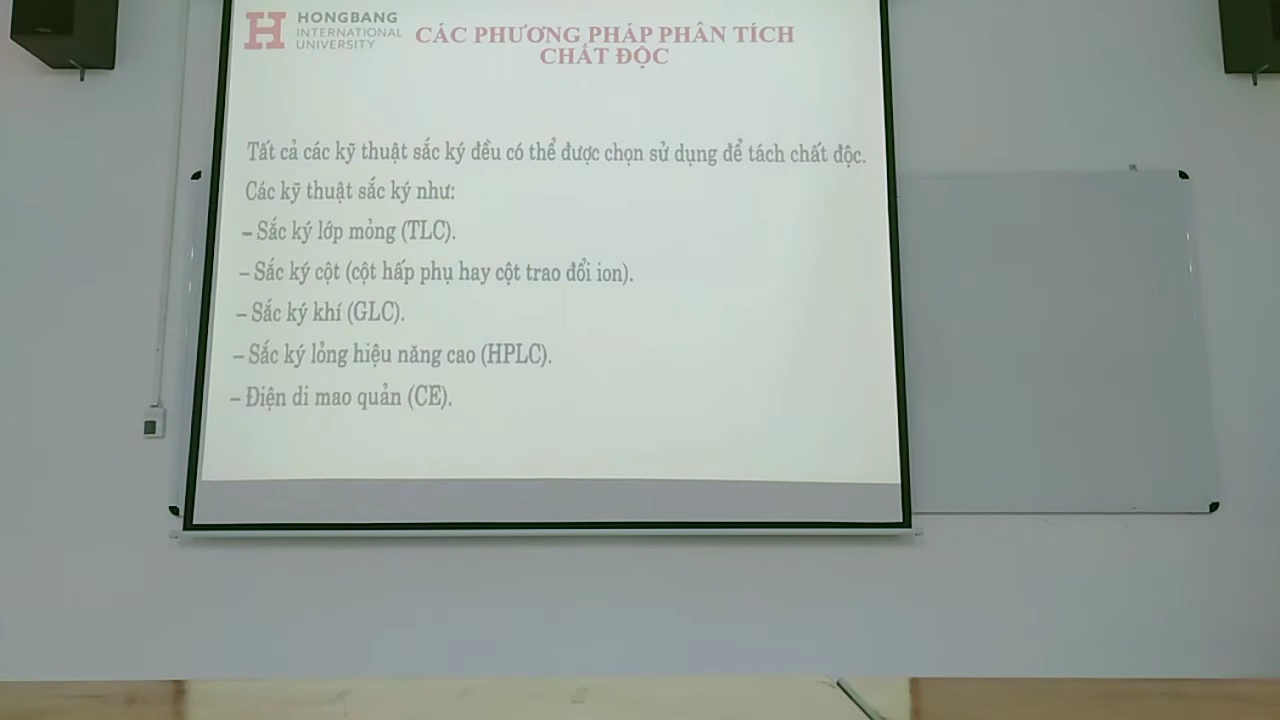 HONGBANG
INTERNATIONAL
UNIVERSITY
CÁC PHƯƠNG PHÁP PHÂN TÍCH
CHẤT ĐỘC
Tất cả các kỹ thuật sắc ký đều có thể được chọn sử dụng để tách chất độc.
Các kỹ thuật sắc ký như:
– Sắc ký lớp mỏng (TLC).
– Sắc ký cột (cột hấp phụ hay cột trao đổi ion).
– Sắc ký khí (GLC).
– Sắc ký lỏng hiệu năng cao (HPLC).
– Điện di mao quản (CE).